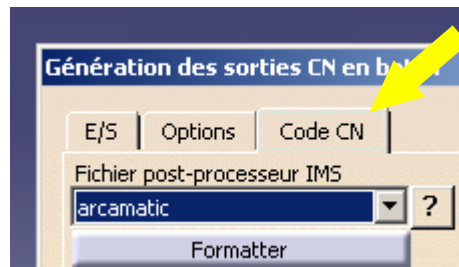 Génération des sorties CN en
E/S Options Code CN
Fichier post-processeur IMS
arcamatic ?
Formatter